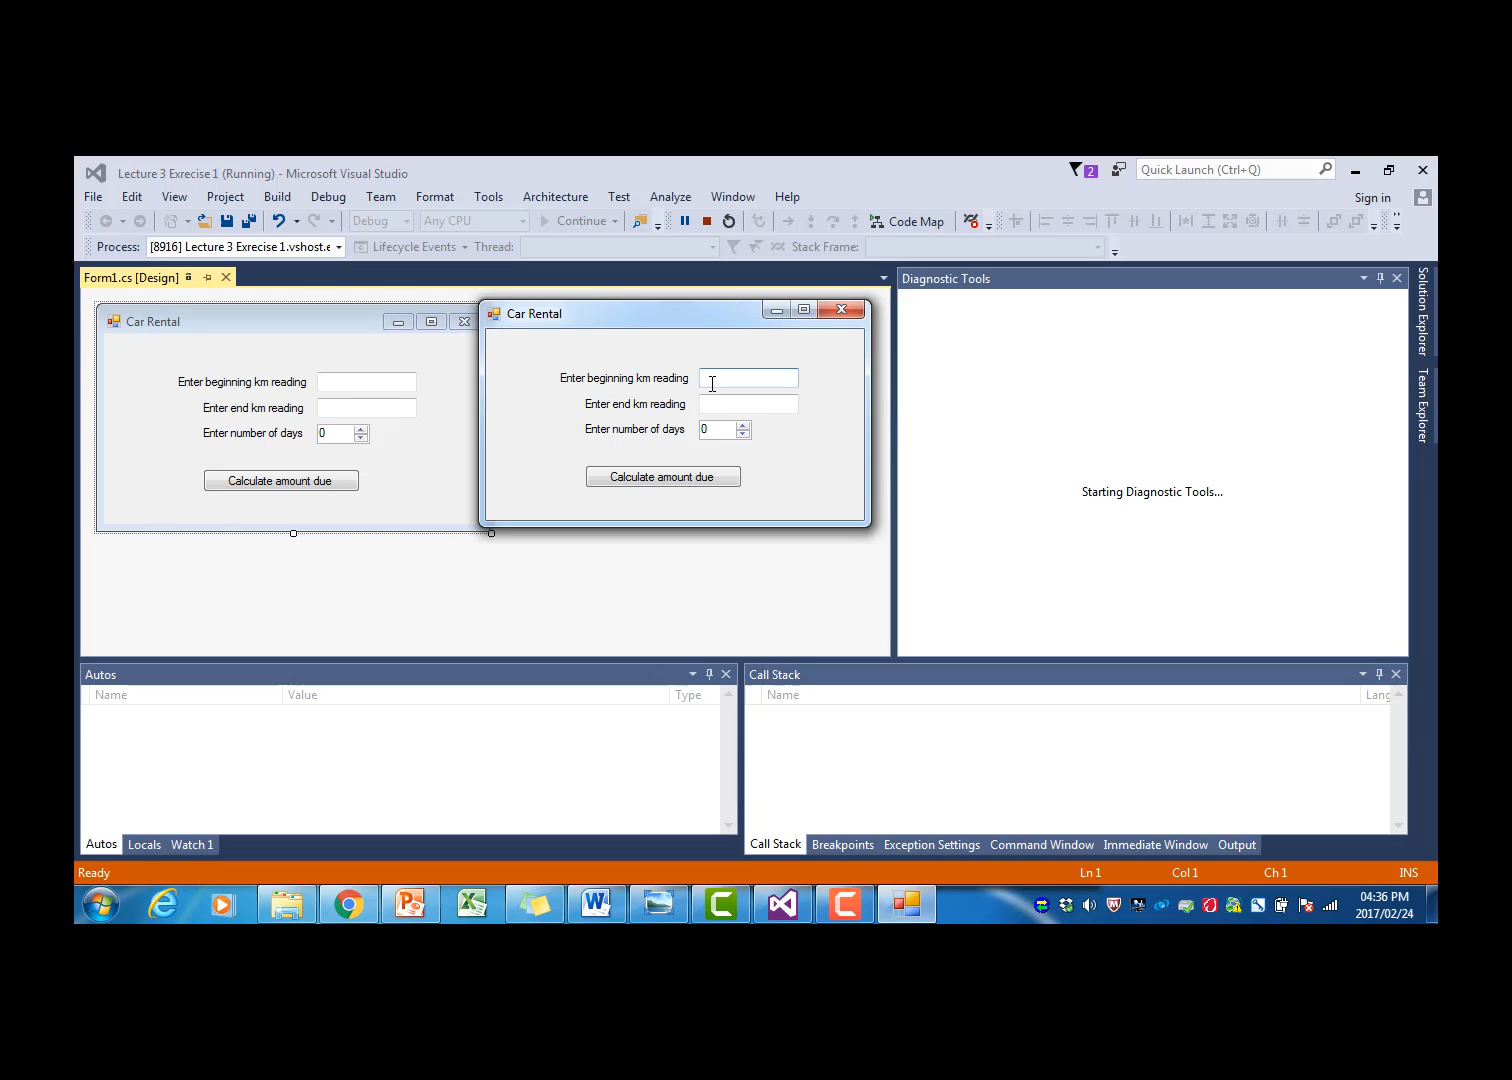 Lecture 3 Exrecise 1 (Running) - Microsoft Visual Studio
2
Quick Launch (Ctrl+Q)
File Edit View Project Build Debug Team Format Tools Architecture Test Analyze Window Help
Sign in
Debug Any CPU Continue Code Map
Process: [8916] Lecture 3 Exrecise 1.vshost.e Lifecycle Events Thread: Stack Frame:
Form1.cs [Design]
Diagnostic Tools
Solution Explorer
Team Explorer
Car Rental
Enter beginning km reading
Enter end km reading
Enter number of days 0
Calculate amount due
Car Rental
Enter beginning km reading
Enter end km reading
Enter number of days 0
Calculate amount due
Starting Diagnostic Tools...
Autos
Name Value Type
Call Stack
Name Lang
Autos Locals Watch 1
Call Stack Breakpoints Exception Settings Command Window Immediate Window Output
Ready Ln 1 Col 1 Ch 1 INS
04:36 PM
2017/02/24